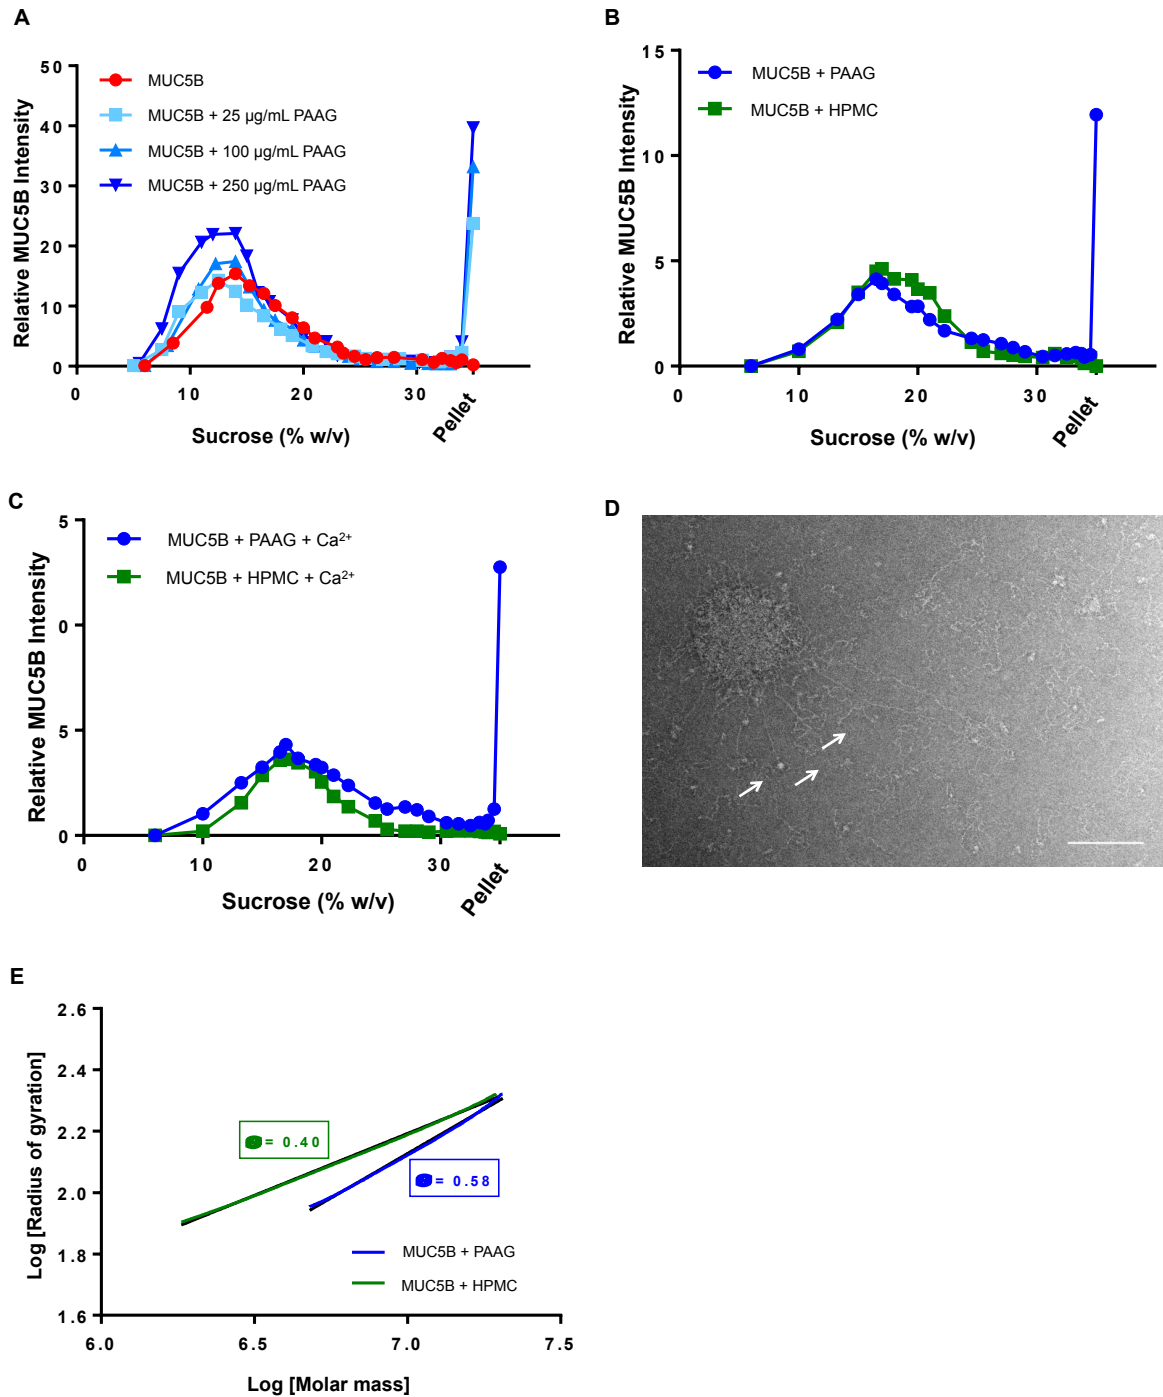 A
Relative MUC5B Intensity
50
40
30
20
10
0
MUC5B
MUC5B + 25 µg/mL PAAG
MUC5B + 100 µg/mL PAAG
MUC5B + 250 µg/mL PAAG
0 10 20 30 Pellet
Sucrose (% w/v)
B
Relative MUC5B Intensity
15
10
5
0
MUC5B + PAAG
MUC5B + HPMC
0 10 20 30 Pellet
Sucrose (% w/v)
C
Relative MUC5B Intensity
5
0
5
0
MUC5B + PAAG + Ca²⁺
MUC5B + HPMC + Ca²⁺
0 10 20 30 Pellet
Sucrose (% w/v)
D
E
Log [Radius of gyration]
2.6
2.4
2.2
2.0
1.8
1.6
= 0.40
= 0.58
MUC5B + PAAG
MUC5B + HPMC
6.0 6.5 7.0 7.5
Log [Molar mass]